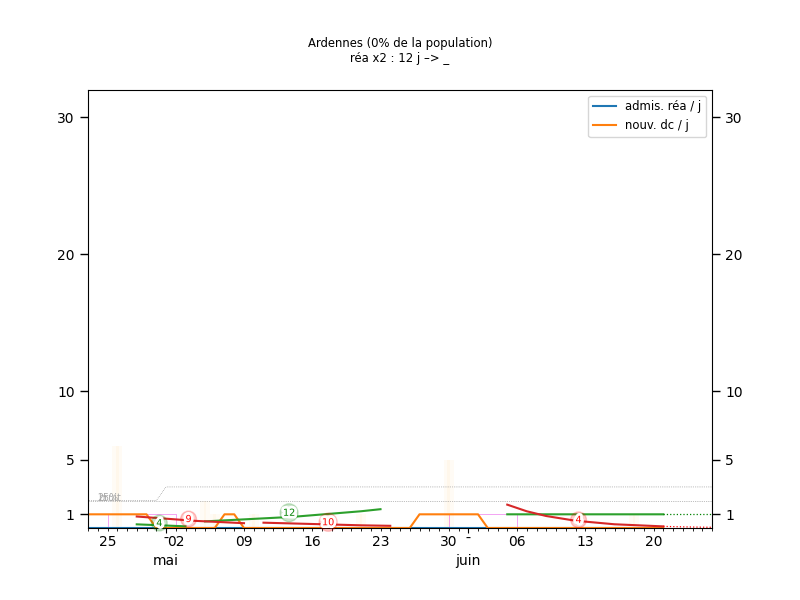 Ardennes (0% de la population)
réa x2 : 12 j –> _
admis. réa / j
nouv. dc / j
30 30
20 20
10 10
5 5
1 1
4 9 12 10 4
25 02 09 16 23 30 06 13 20
mai juin